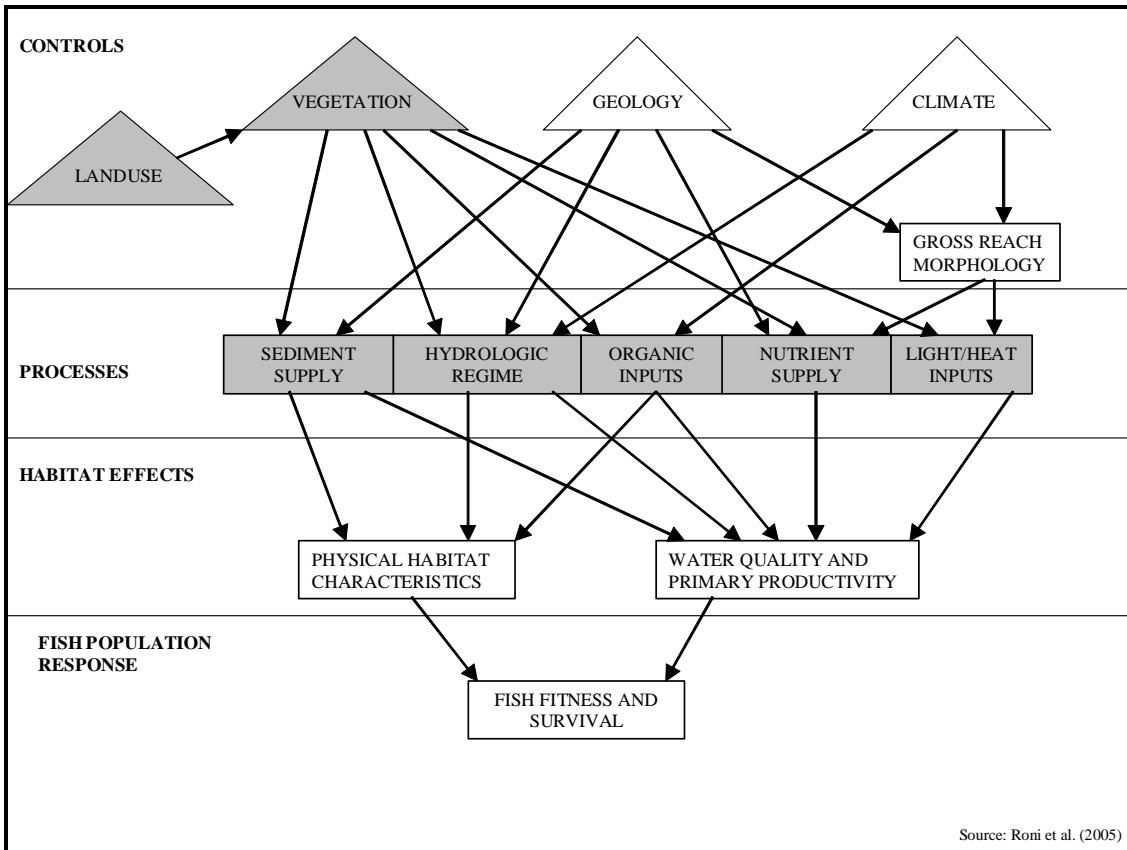 CONTROLS
VEGETATION
GEOLOGY
CLIMATE
LANDUSE
GROSS REACH
MORPHOLOGY
PROCESSES
SEDIMENT
SUPPLY
HYDROLOGIC
REGIME
ORGANIC
INPUTS
NUTRIENT
SUPPLY
LIGHT/HEAT
INPUTS
HABITAT EFFECTS
PHYSICAL HABITAT
CHARACTERISTICS
WATER QUALITY AND
PRIMARY PRODUCTIVITY
FISH POPULATION
RESPONSE
FISH FITNESS AND
SURVIVAL
Source: Roni et al. (2005)